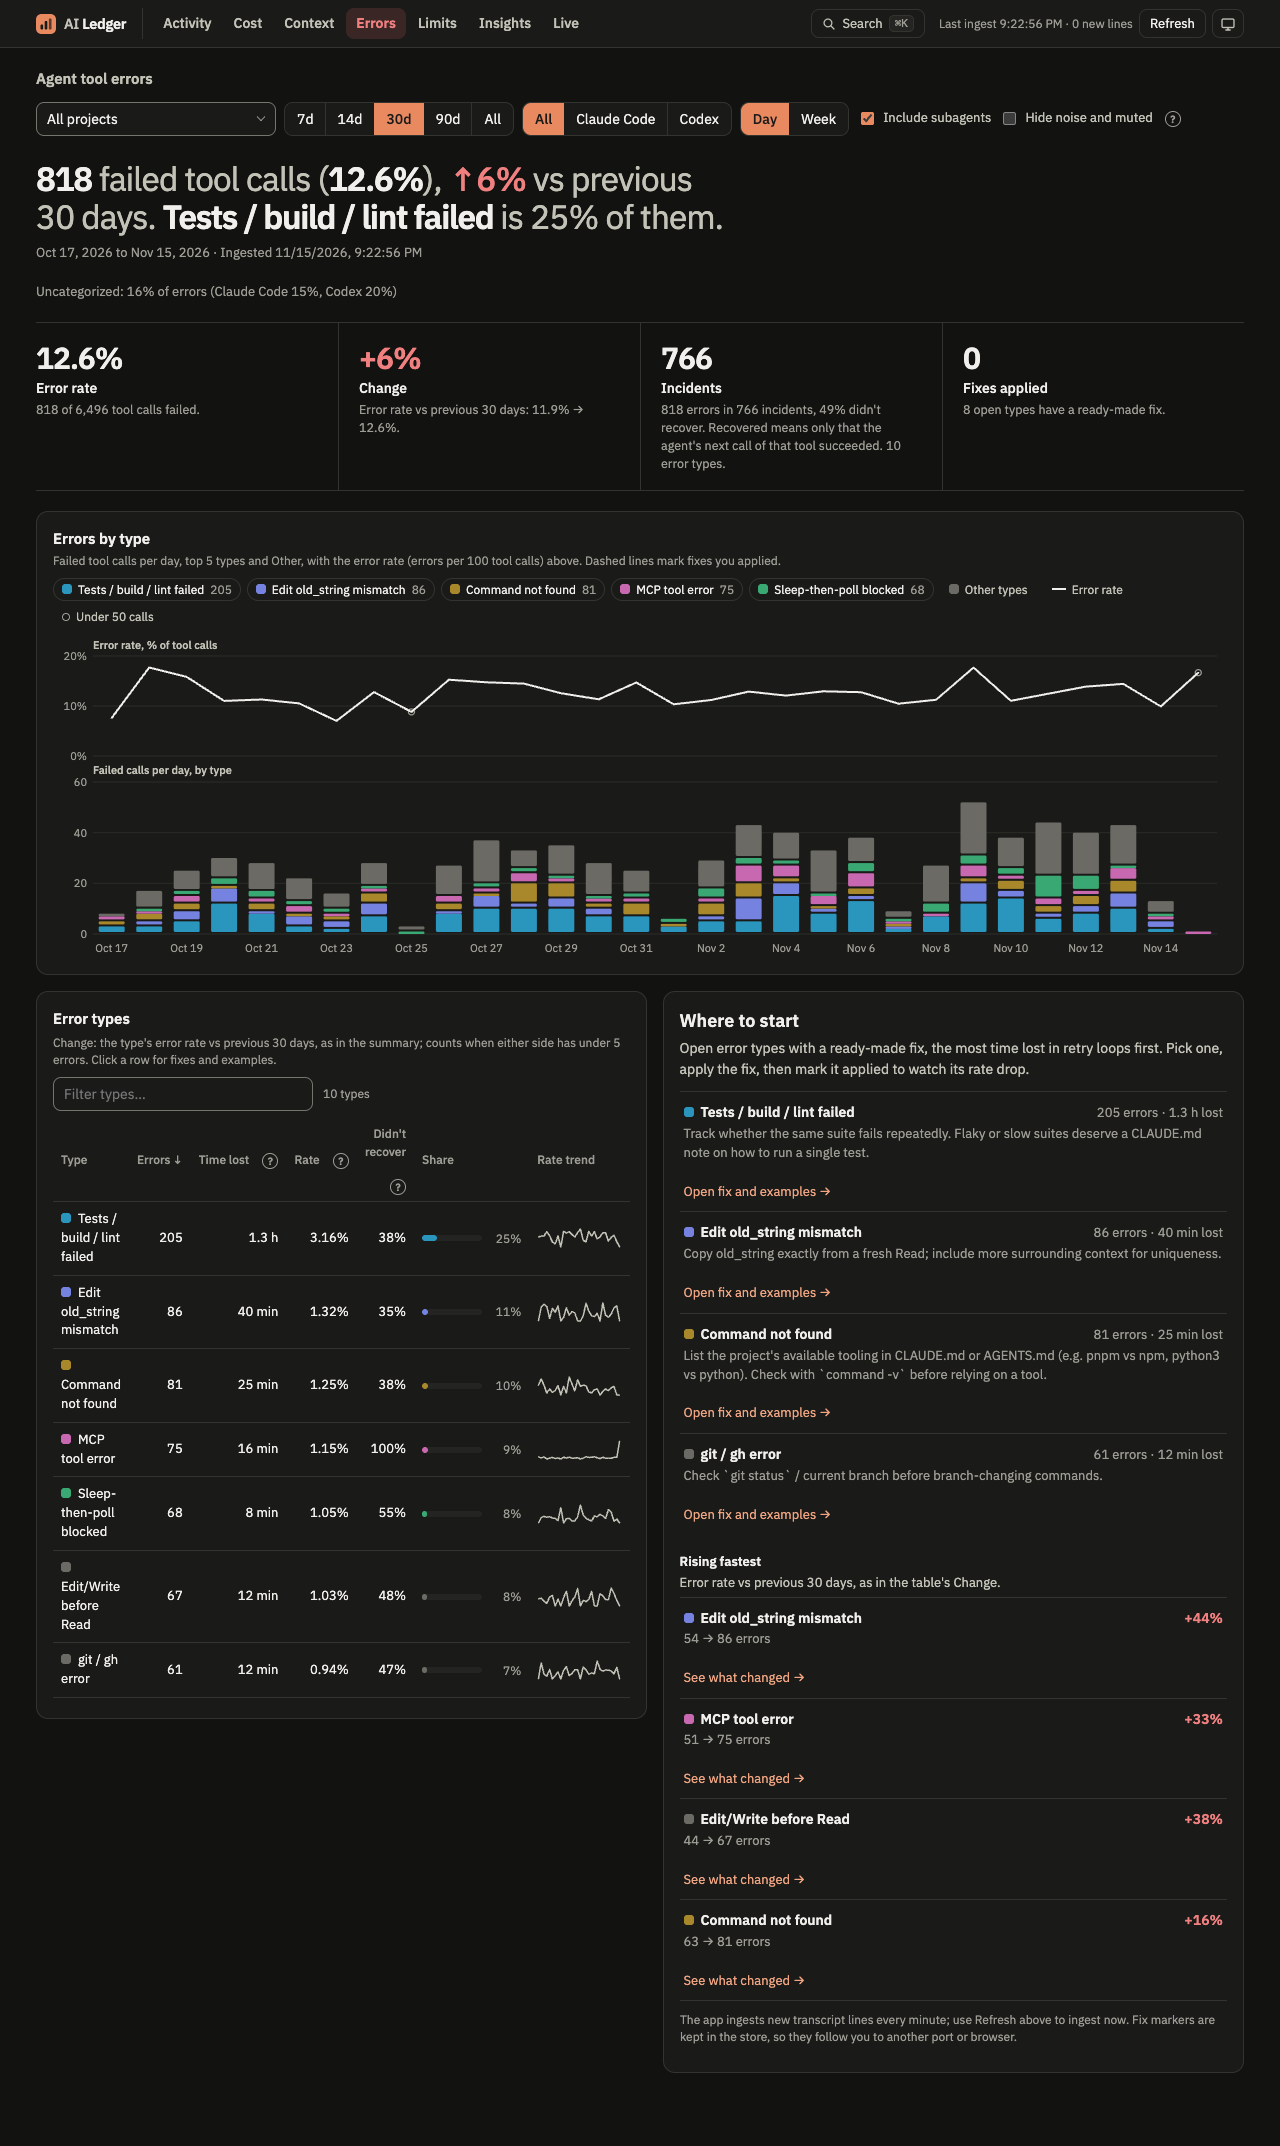 AI Ledger
Activity Cost Context Errors Limits Insights Live
Search ⌘K
Last ingest 9:22:56 PM · 0 new lines
Refresh
Agent tool errors
All projects
7d 14d 30d 90d All
All Claude Code Codex
Day Week
Include subagents
Hide noise and muted
?
818 failed tool calls (12.6%), ↑6% vs previous
30 days. Tests / build / lint failed is 25% of them.
Oct 17, 2026 to Nov 15, 2026 · Ingested 11/15/2026, 9:22:56 PM
Uncategorized: 16% of errors (Claude Code 15%, Codex 20%)
12.6%
Error rate
818 of 6,496 tool calls failed.
+6%
Change
Error rate vs previous 30 days: 11.9% →
12.6%.
766
Incidents
818 errors in 766 incidents, 49% didn't
recover. Recovered means only that the
agent's next call of that tool succeeded. 10
error types.
0
Fixes applied
8 open types have a ready-made fix.
Errors by type
Failed tool calls per day, top 5 types and Other, with the error rate (errors per 100 tool calls) above. Dashed lines mark fixes you applied.
Tests / build / lint failed 205
Edit old_string mismatch 86
Command not found 81
MCP tool error 75
Sleep-then-poll blocked 68
Other types
Error rate
Under 50 calls
Error rate, % of tool calls
20%
10%
0%
Failed calls per day, by type
60
40
20
0
Oct 17 Oct 19 Oct 21 Oct 23 Oct 25 Oct 27 Oct 29 Oct 31 Nov 2 Nov 4 Nov 6 Nov 8 Nov 10 Nov 12 Nov 14
Error types
Change: the type's error rate vs previous 30 days, as in the summary; counts when either side has under 5
errors. Click a row for fixes and examples.
Filter types...
10 types
Type Errors ↓ Time lost ? Rate ? Didn't
recover
? Share Rate trend
Tests /
build / lint
failed
205 1.3 h 3.16% 38% 25%
Edit
old_string
mismatch
86 40 min 1.32% 35% 11%
Command
not found
81 25 min 1.25% 38% 10%
MCP
tool error
75 16 min 1.15% 100% 9%
Sleep-
then-poll
blocked
68 8 min 1.05% 55% 8%
Edit/Write
before
Read
67 12 min 1.03% 48% 8%
git / gh
error
61 12 min 0.94% 47% 7%
Where to start
Open error types with a ready-made fix, the most time lost in retry loops first. Pick one,
apply the fix, then mark it applied to watch its rate drop.
Tests / build / lint failed
205 errors · 1.3 h lost
Track whether the same suite fails repeatedly. Flaky or slow suites deserve a CLAUDE.md
note on how to run a single test.
Open fix and examples →
Edit old_string mismatch
86 errors · 40 min lost
Copy old_string exactly from a fresh Read; include more surrounding context for uniqueness.
Open fix and examples →
Command not found
81 errors · 25 min lost
List the project's available tooling in CLAUDE.md or AGENTS.md (e.g. pnpm vs npm, python3
vs python). Check with `command -v` before relying on a tool.
Open fix and examples →
git / gh error
61 errors · 12 min lost
Check `git status` / current branch before branch-changing commands.
Open fix and examples →
Rising fastest
Error rate vs previous 30 days, as in the table's Change.
Edit old_string mismatch
+44%
54 → 86 errors
See what changed →
MCP tool error
+33%
51 → 75 errors
See what changed →
Edit/Write before Read
+38%
44 → 67 errors
See what changed →
Command not found
+16%
63 → 81 errors
See what changed →
The app ingests new transcript lines every minute; use Refresh above to ingest now. Fix markers are
kept in the store, so they follow you to another port or browser.